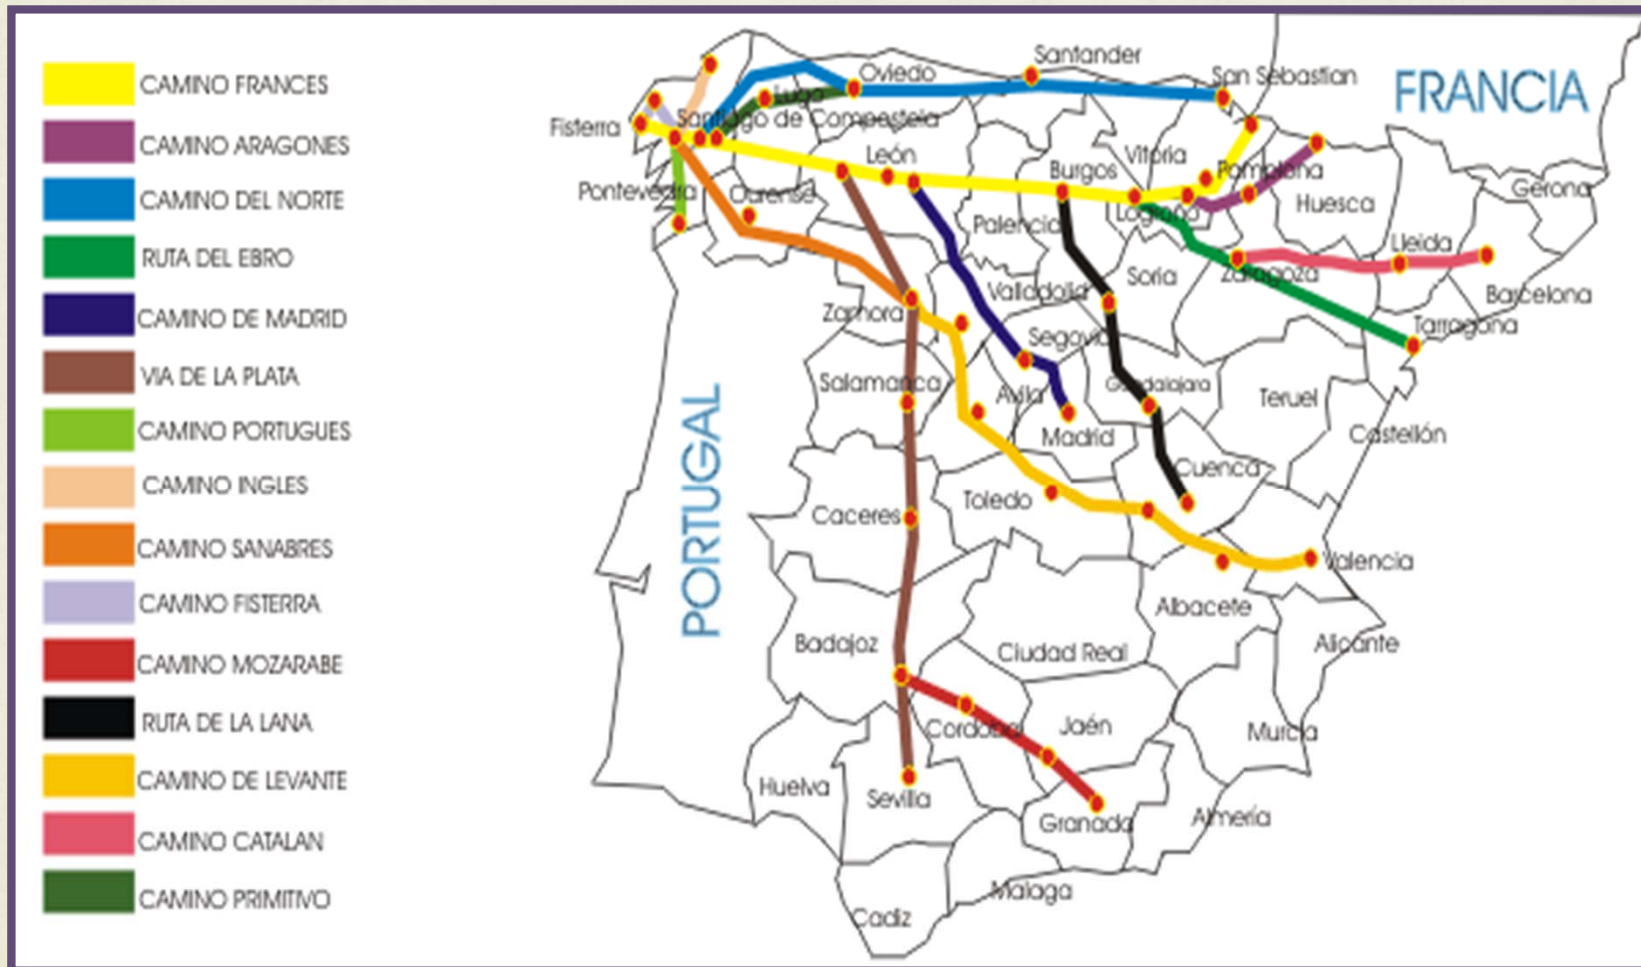 CAMINO FRANCES
CAMINO ARAGONES
CAMINO DEL NORTE
RUTA DEL EBRO
CAMINO DE MADRID
VIA DE LA PLATA
CAMINO PORTUGUES
CAMINO INGLES
CAMINO SANABRES
CAMINO FISTERRA
CAMINO MOZARABE
RUTA DE LA LANA
CAMINO DE LEVANTE
CAMINO CATALAN
CAMINO PRIMITIVO
FRANCIA
PORTUGAL
Santander
Oviedo
San Sebastian
Lugo
Santiago de Compostela
Fisterra
León
Vitoria
Burgos
Pamplona
Pontevedra
Ourense
Huesca
Gerona
Logroño
Palencia
Lleida
Soria
Zaragoza
Valladolid
Barcelona
Zamora
Tarragona
Segovia
Salamanca
Guadalajara
Avila
Teruel
Madrid
Castellón
Cuenca
Toledo
Caceres
Valencia
Albacete
Badajoz
Ciudad Real
Alicante
Cordoba
Jaén
Murcia
Huelva
Sevilla
Granada
Almería
Malaga
Cadiz